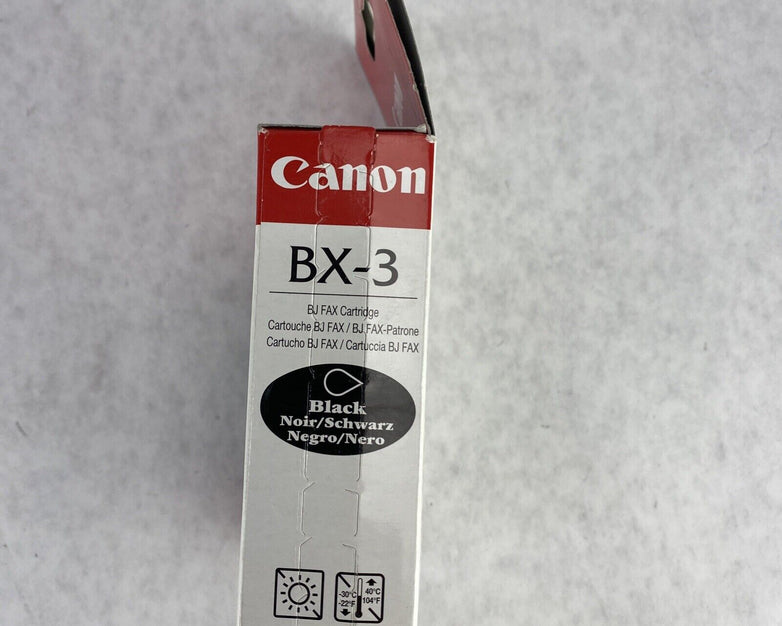 Canon
BX-3
BJ FAX Cartridge
Cartouche BJ FAX / BJ FAX-Patrone
Cartucho BJ FAX / Cartuccia BJ FAX
Black
Noir/Schwarz
Negro/Nero
-30°C 40°C
-22°F 104°F